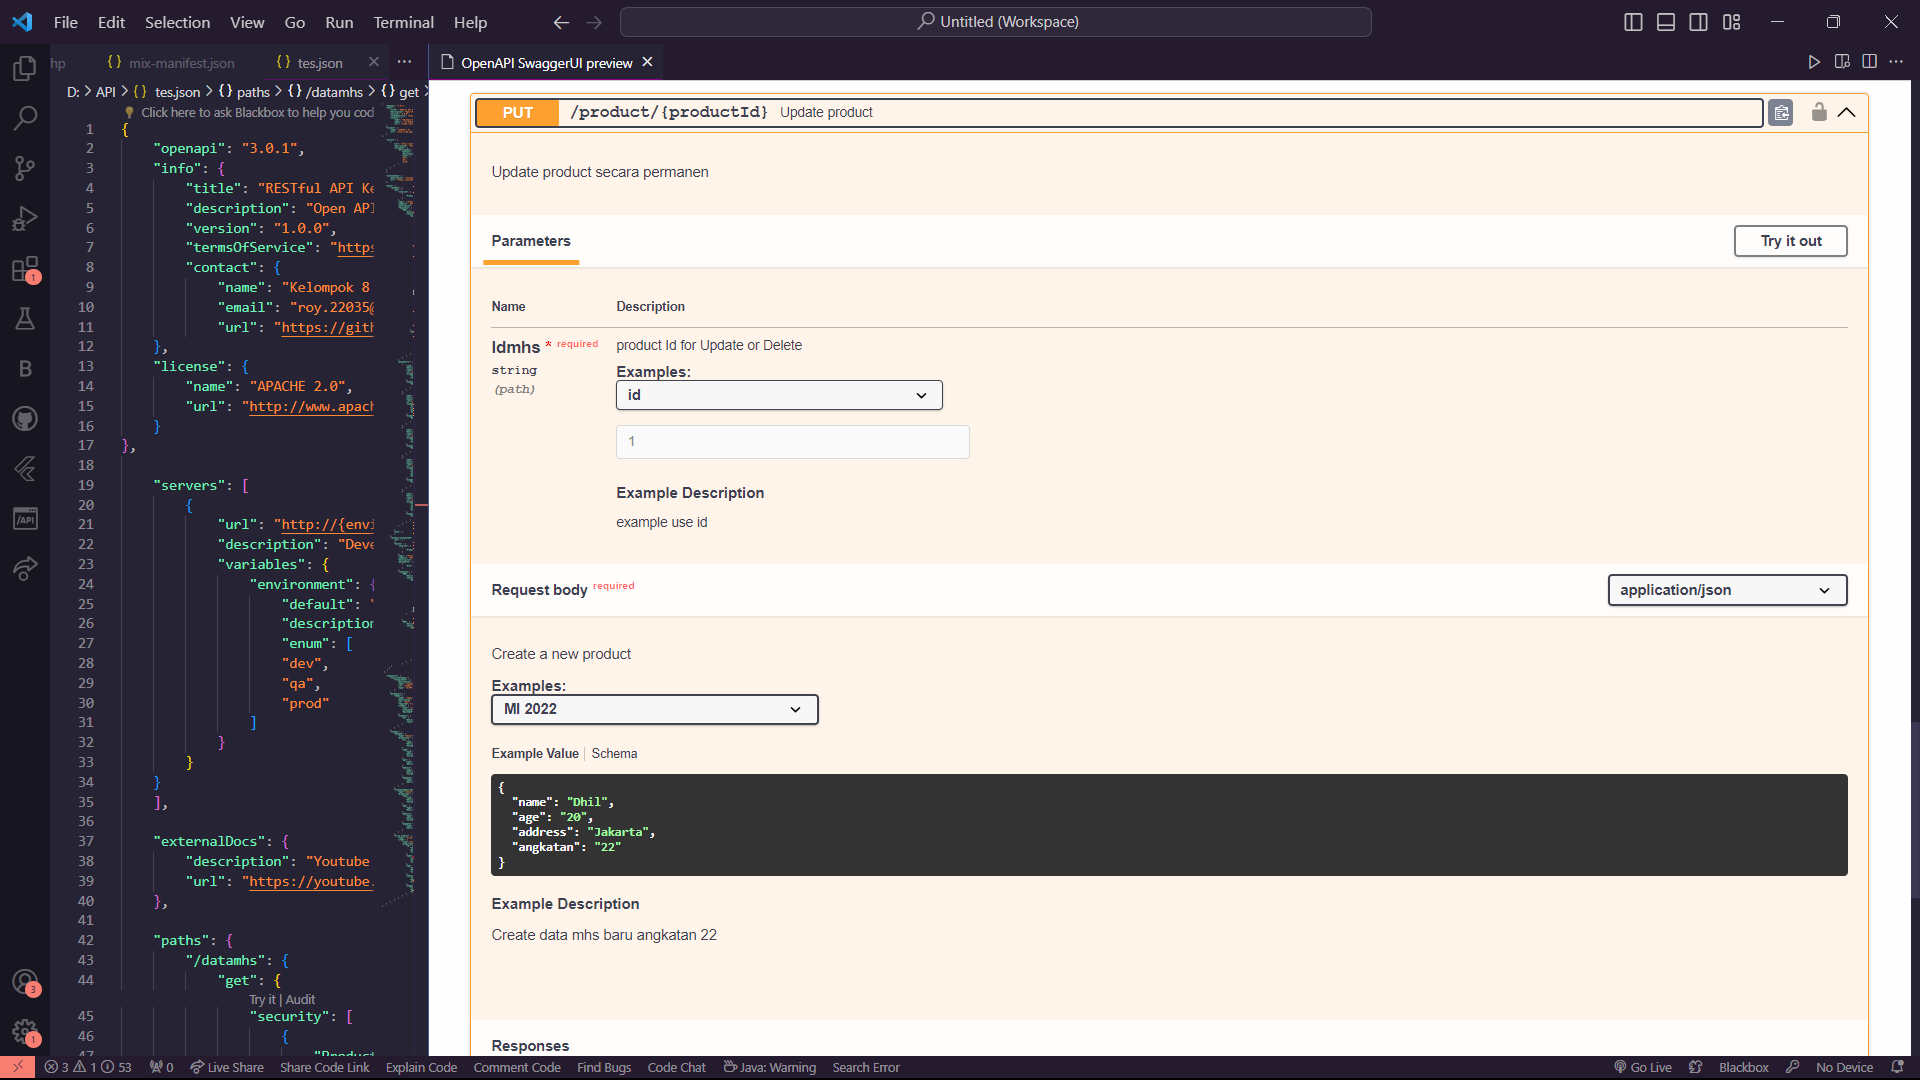 File Edit Selection View Go Run Terminal Help
Untitled (Workspace)
hp
{} mix-manifest.json
{} tes.json
OpenAPI SwaggerUI preview
D: > API > {} tes.json > {} paths > {} /datamhs > {} get >
Click here to ask Blackbox to help you cod
1 {
2 "openapi": "3.0.1",
3 "info": {
4 "title": "RESTful API Ke
5 "description": "Open API
6 "version": "1.0.0",
7 "termsOfService": "https
8 "contact": {
9 "name": "Kelompok 8
10 "email": "roy.22035@
11 "url": "https://gith
12 },
13 "license": {
14 "name": "APACHE 2.0",
15 "url": "http://www.apach
16 }
17 },
18
19 "servers": [
20 {
21 "url": "http://{envi
22 "description": "Deve
23 "variables": {
24 "environment": {
25 "default": "
26 "description
27 "enum": [
28 "dev",
29 "qa",
30 "prod"
31 ]
32 }
33 }
34 }
35 ],
36
37 "externalDocs": {
38 "description": "Youtube
39 "url": "https://youtube.
40 },
41
42 "paths": {
43 "/datamhs": {
44 "get": {
Try it | Audit
45 "security": [
46 {
47 "Product
PUT /product/{productId} Update product
Update product secara permanen
Parameters
Try it out
Name Description
Idmhs * required product Id for Update or Delete
string
(path)
Examples:
id
1
Example Description
example use id
Request body required
application/json
Create a new product
Examples:
MI 2022
Example Value | Schema
{
"name": "Dhil",
"age": "20",
"address": "Jakarta",
"angkatan": "22"
}
Example Description
Create data mhs baru angkatan 22
Responses
B
/API
1
3
1
3 1 53 0 Live Share Share Code Link Explain Code Comment Code Find Bugs Code Chat Java: Warning Search Error Go Live Blackbox No Device